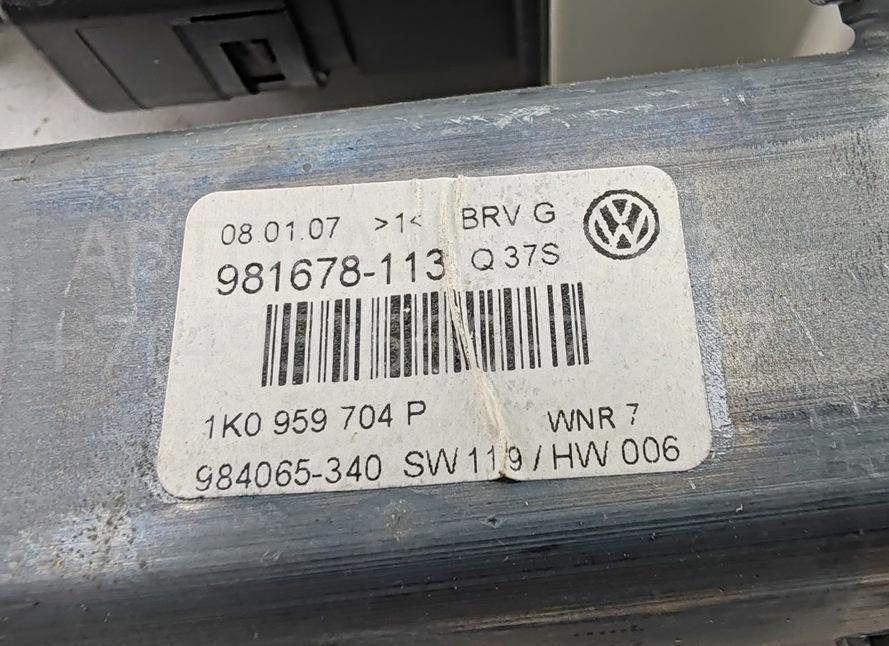 08.01.07 >1< BRV G
981678-113 Q 37S
1K0 959 704 P WNR 7
984065-340 SW 119 / HW 006